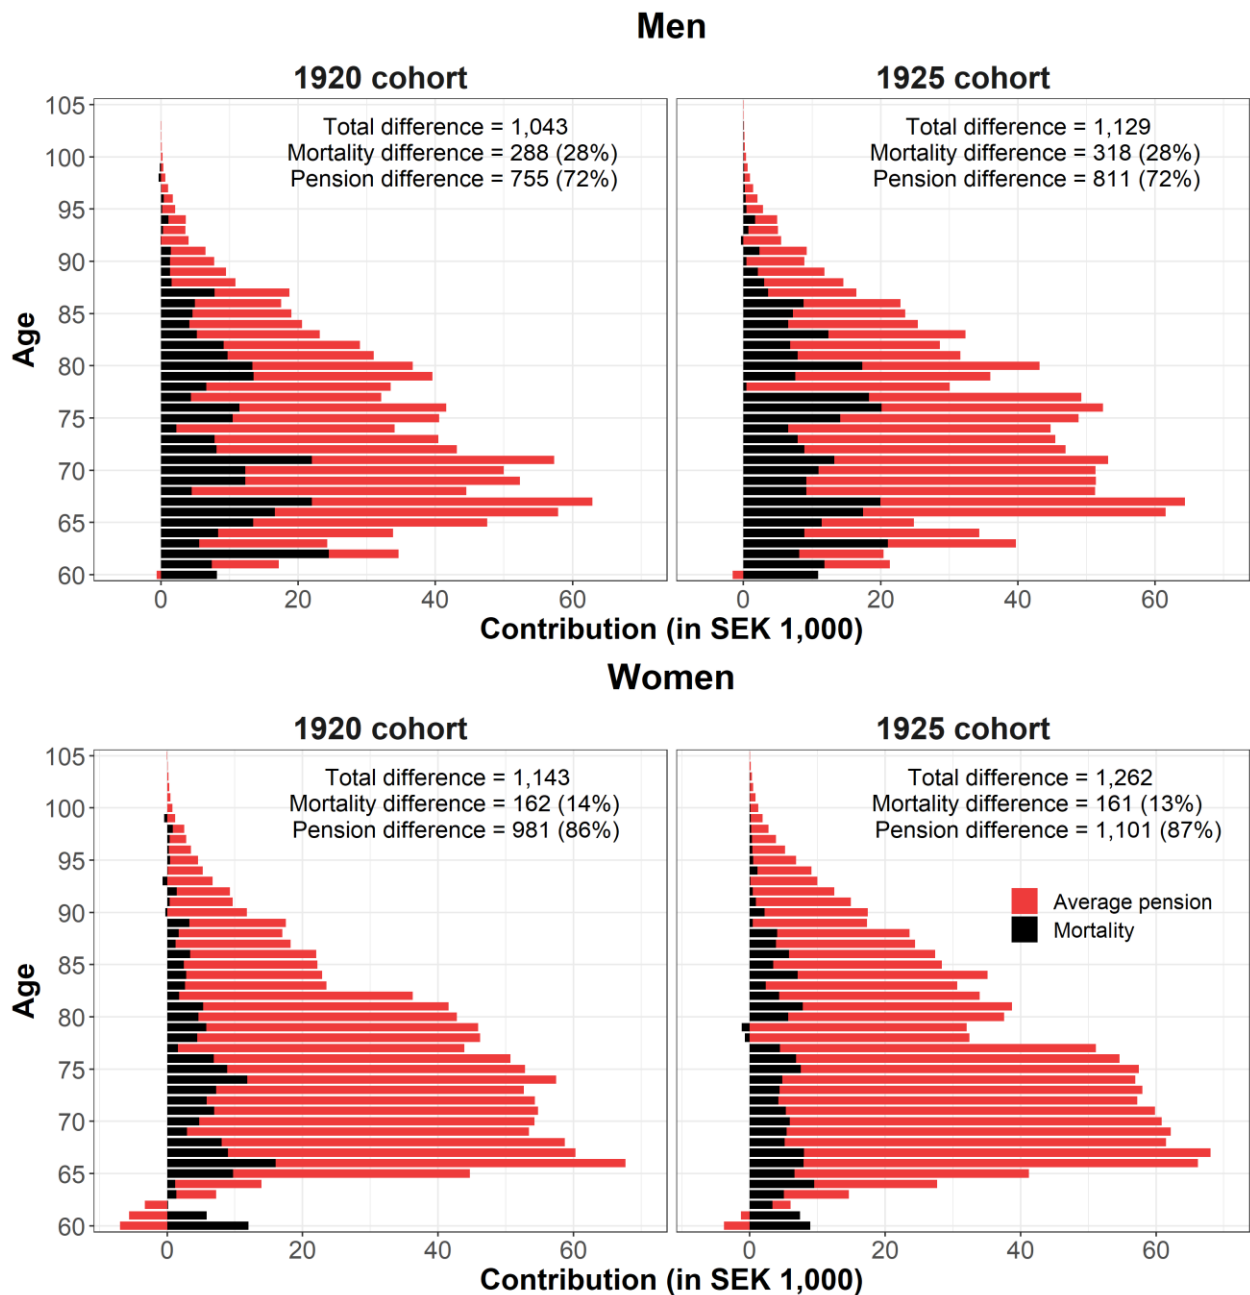 Men
1920 cohort
1925 cohort
Total difference = 1,043
Mortality difference = 288 (28%)
Pension difference = 755 (72%)
Total difference = 1,129
Mortality difference = 318 (28%)
Pension difference = 811 (72%)
Age
105
100
95
90
85
80
75
70
65
60
0 20 40 60
0 20 40 60
Contribution (in SEK 1,000)
Women
1920 cohort
1925 cohort
Total difference = 1,143
Mortality difference = 162 (14%)
Pension difference = 981 (86%)
Total difference = 1,262
Mortality difference = 161 (13%)
Pension difference = 1,101 (87%)
Average pension
Mortality
Age
105
100
95
90
85
80
75
70
65
60
0 20 40 60
0 20 40 60
Contribution (in SEK 1,000)